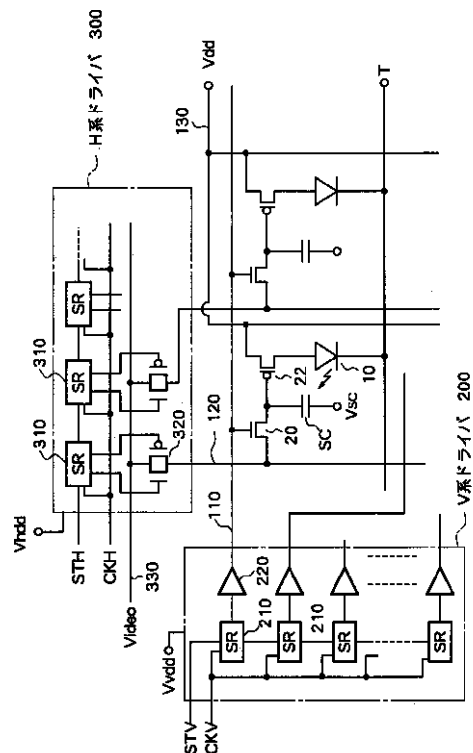 H系ドライバ 300
310
310
SR
SR
SR
Vhdd
STH
CKH
Video
330
320
130
Vdd
120
110
22
10
20
SC
Vsc
T
Vvdd
STV
CKV
SR
SR
SR
SR
210
210
220
V系ドライバ 200